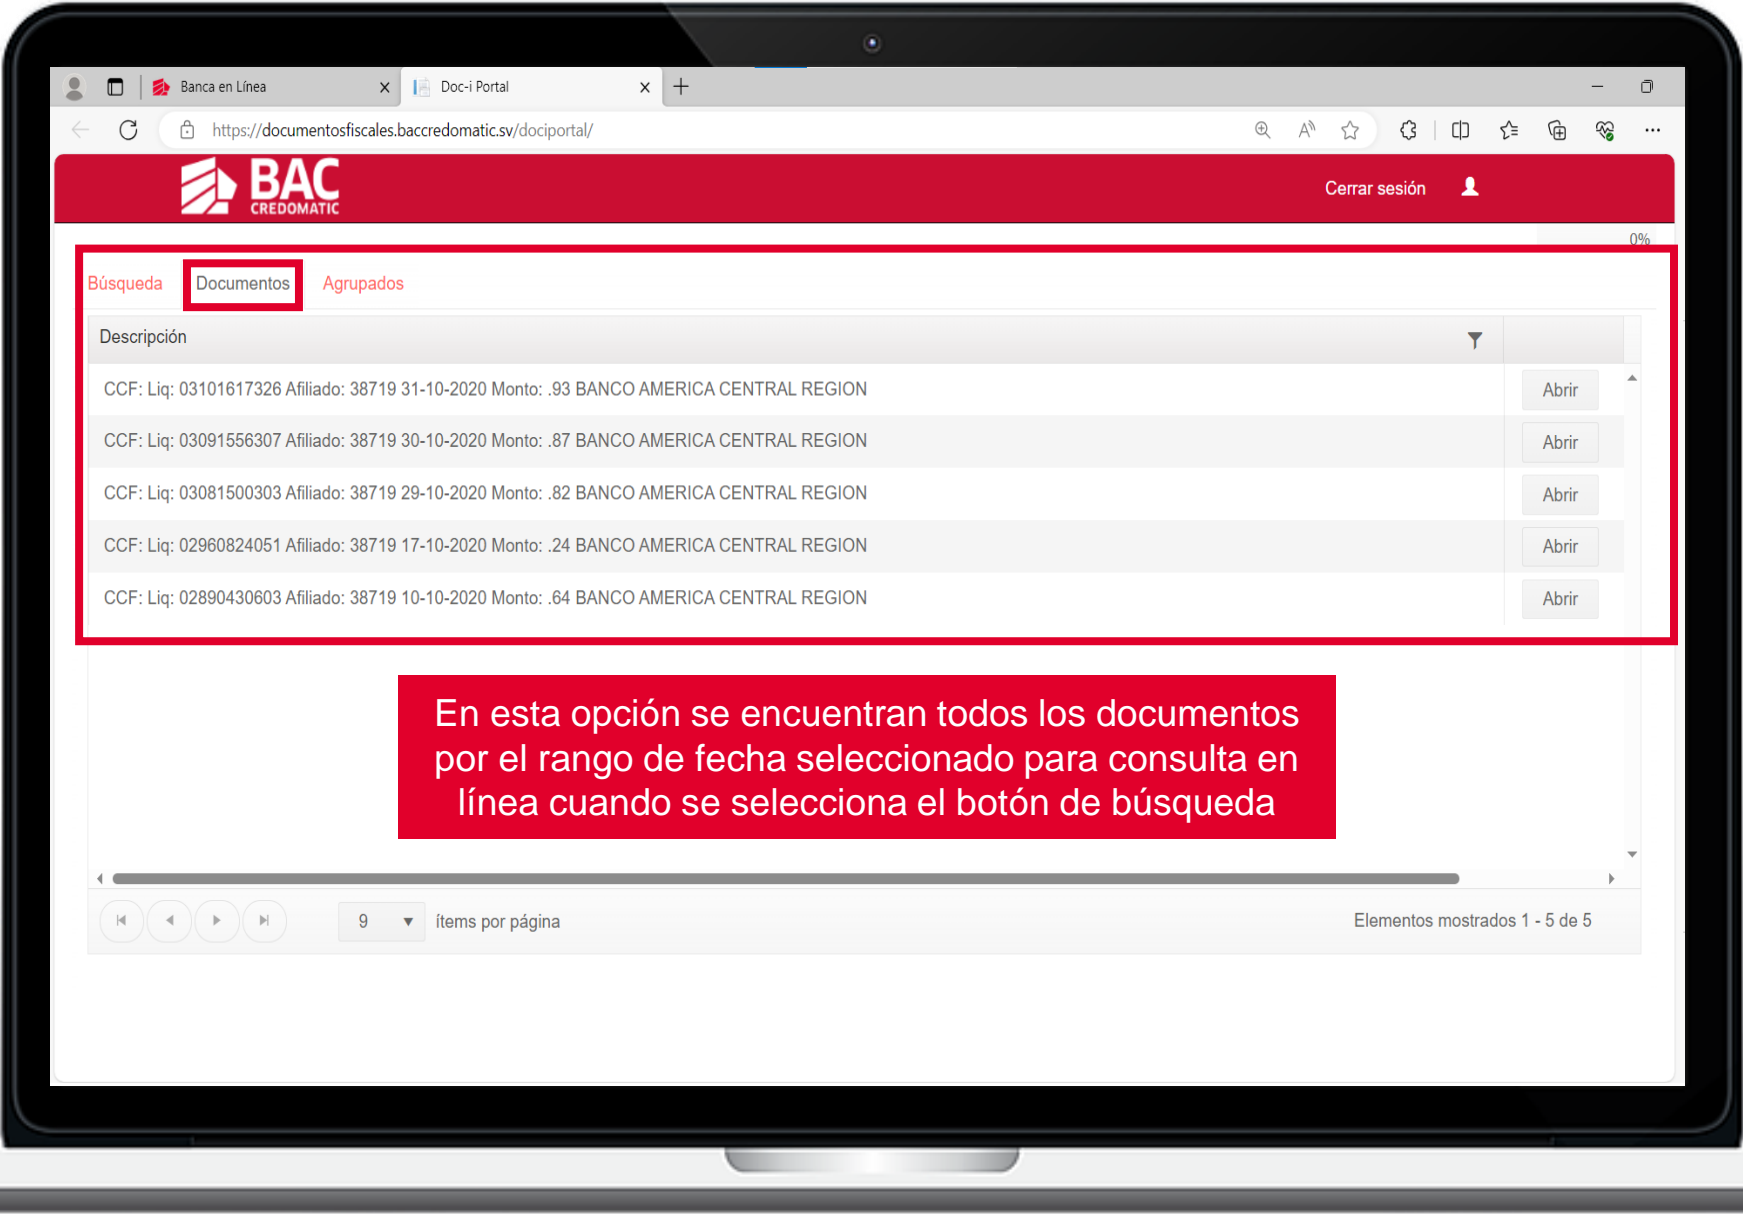 Banca en Línea
Doc-i Portal
https://documentosfiscales.baccredomatic.sv/dociportal/
BAC
CREDOMATIC
Cerrar sesión
0%
Búsqueda Documentos Agrupados
Descripción
CCF: Liq: 03101617326 Afiliado: 38719 31-10-2020 Monto: .93 BANCO AMERICA CENTRAL REGION Abrir
CCF: Liq: 03091556307 Afiliado: 38719 30-10-2020 Monto: .87 BANCO AMERICA CENTRAL REGION Abrir
CCF: Liq: 03081500303 Afiliado: 38719 29-10-2020 Monto: .82 BANCO AMERICA CENTRAL REGION Abrir
CCF: Liq: 02960824051 Afiliado: 38719 17-10-2020 Monto: .24 BANCO AMERICA CENTRAL REGION Abrir
CCF: Liq: 02890430603 Afiliado: 38719 10-10-2020 Monto: .64 BANCO AMERICA CENTRAL REGION Abrir
En esta opción se encuentran todos los documentos
por el rango de fecha seleccionado para consulta en
línea cuando se selecciona el botón de búsqueda
9 ítems por página
Elementos mostrados 1 - 5 de 5